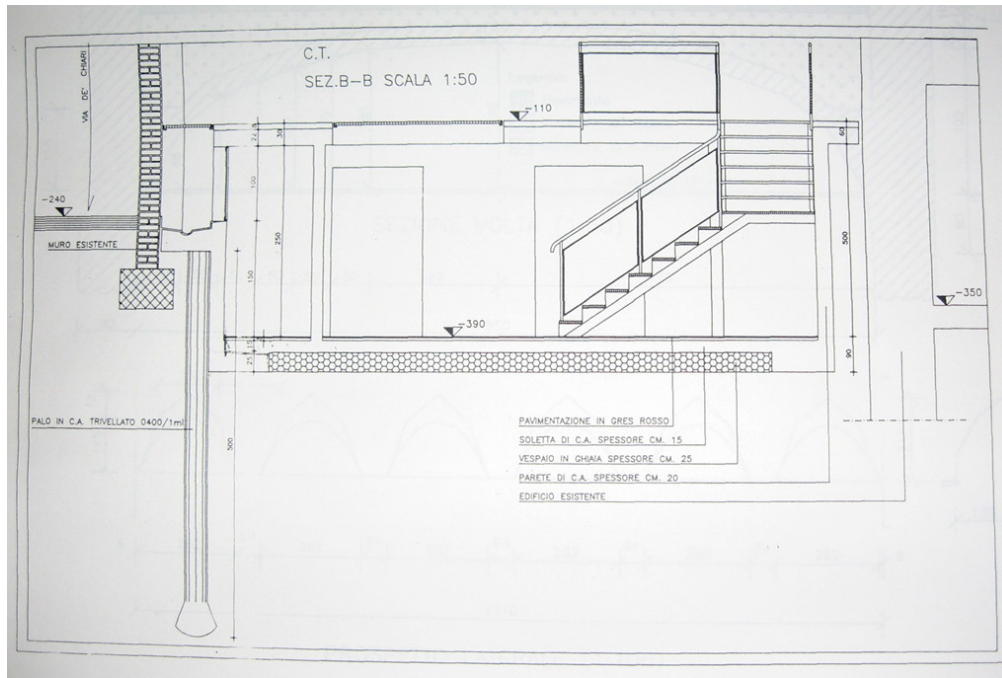 C.T.
SEZ.B-B SCALA 1:50
VIA DE' CHIARI
-110
-240
MURO ESISTENTE
22
30
60
100
250
150
500
-350
-390
15
25
90
PALO IN C.A. TRIVELLATO 0400/1ml
500
PAVIMENTAZIONE IN GRES ROSSO
SOLETTA DI C.A. SPESSORE CM. 15
VESPAIO IN GHIAIA SPESSORE CM. 25
PARETE DI C.A. SPESSORE CM. 20
EDIFICIO ESISTENTE